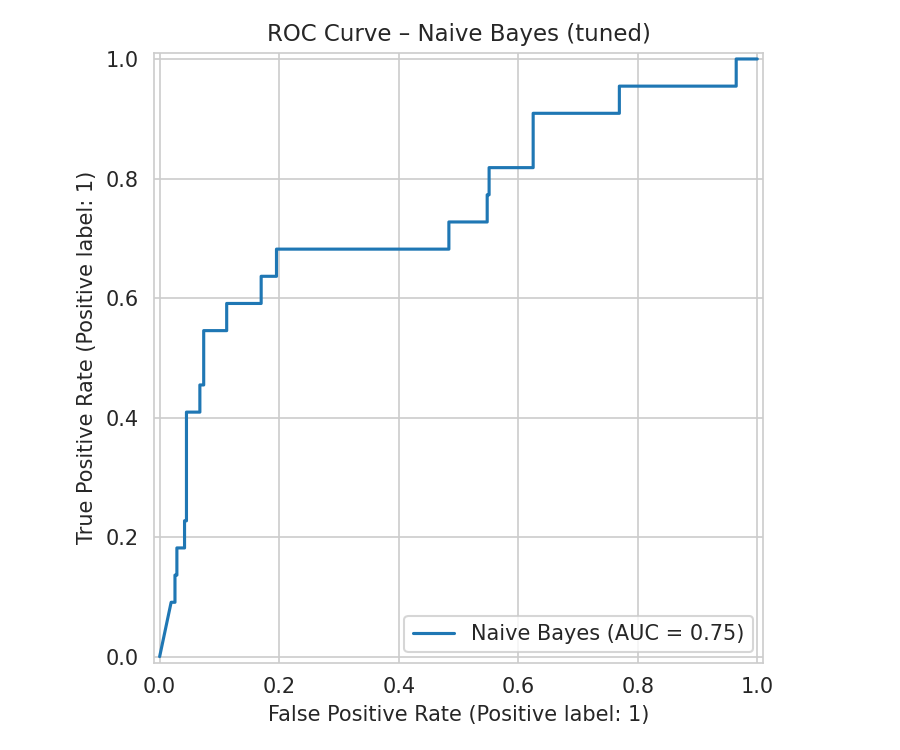 ROC Curve – Naive Bayes (tuned)
True Positive Rate (Positive label: 1)
1.0
0.8
0.6
0.4
0.2
0.0
Naive Bayes (AUC = 0.75)
0.0 0.2 0.4 0.6 0.8 1.0
False Positive Rate (Positive label: 1)